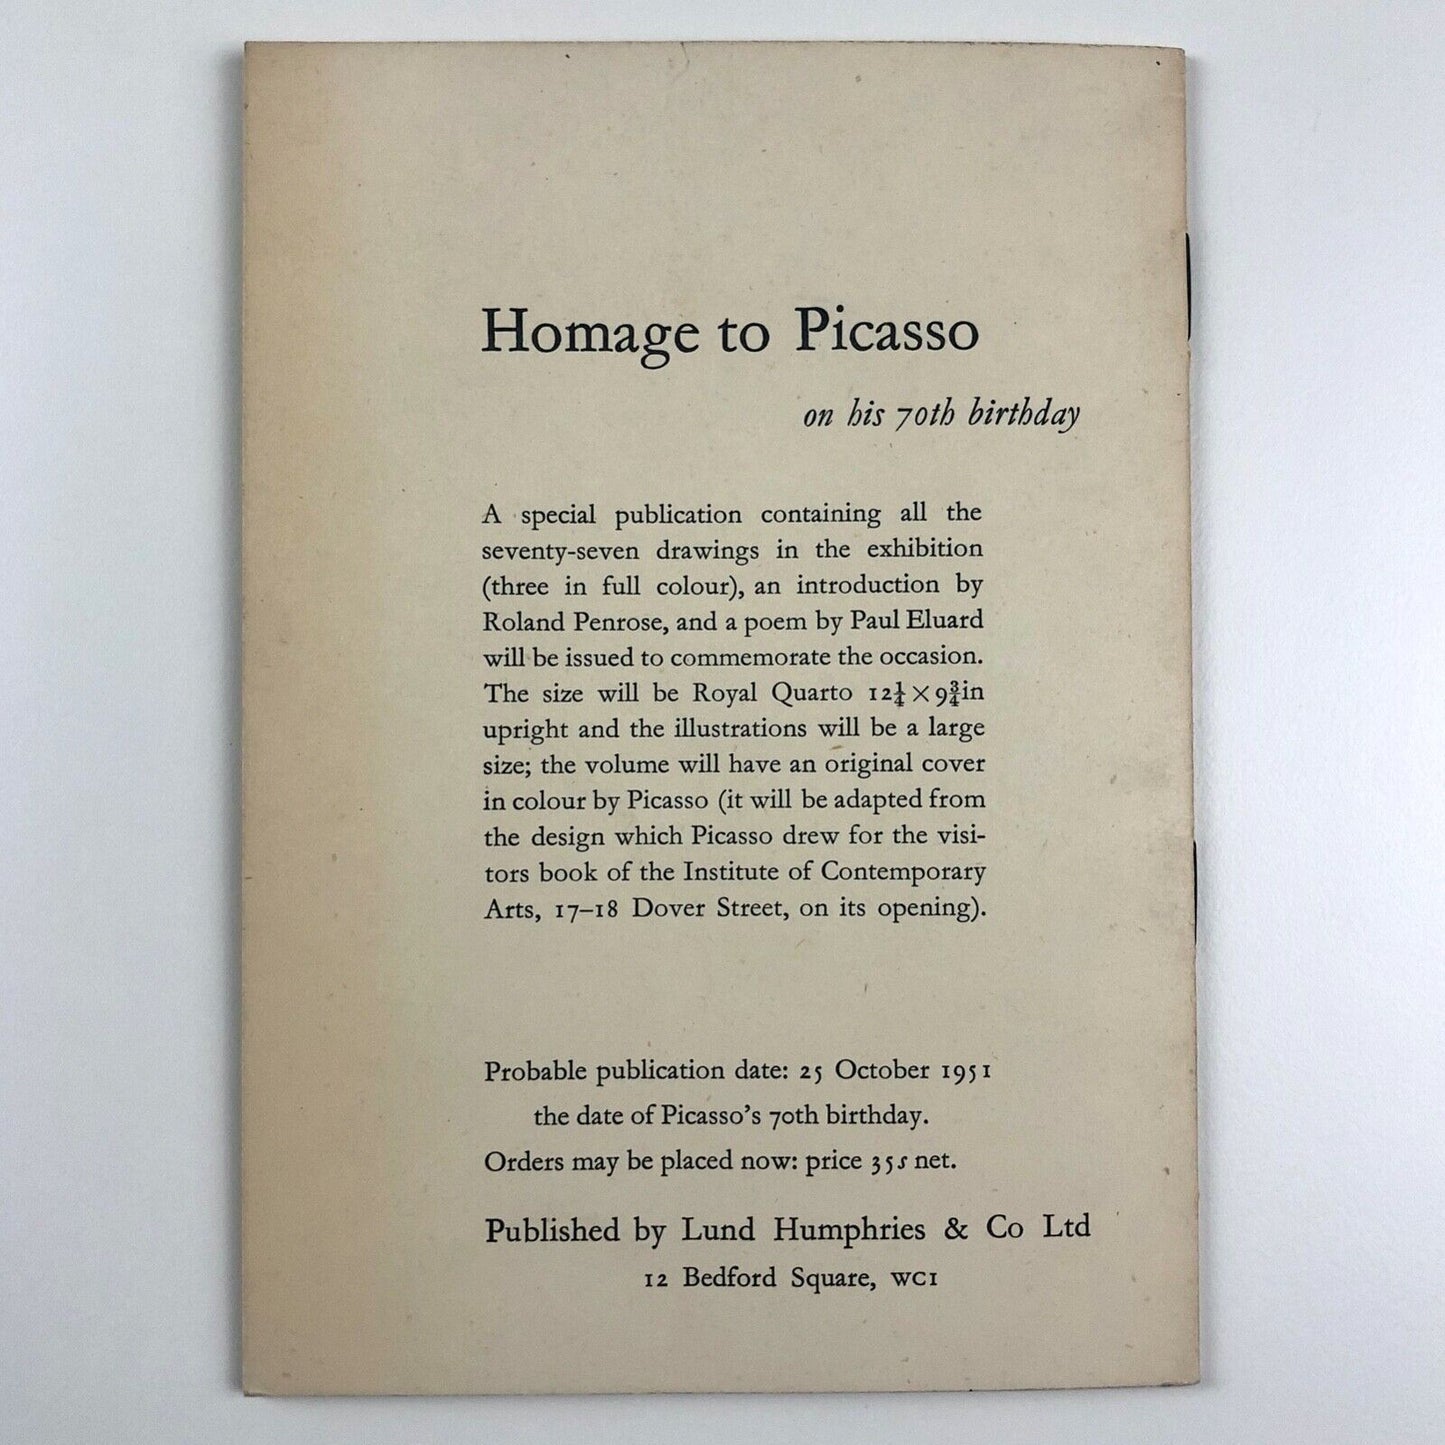 Homage to Picasso
on his 70th birthday
A special publication containing all the
seventy-seven drawings in the exhibition
(three in full colour), an introduction by
Roland Penrose, and a poem by Paul Eluard
will be issued to commemorate the occasion.
The size will be Royal Quarto 12¼ × 9¾in
upright and the illustrations will be a large
size; the volume will have an original cover
in colour by Picasso (it will be adapted from
the design which Picasso drew for the visi-
tors book of the Institute of Contemporary
Arts, 17–18 Dover Street, on its opening).
Probable publication date: 25 October 1951
the date of Picasso’s 70th birthday.
Orders may be placed now: price 35s net.
Published by Lund Humphries & Co Ltd
12 Bedford Square, WC1